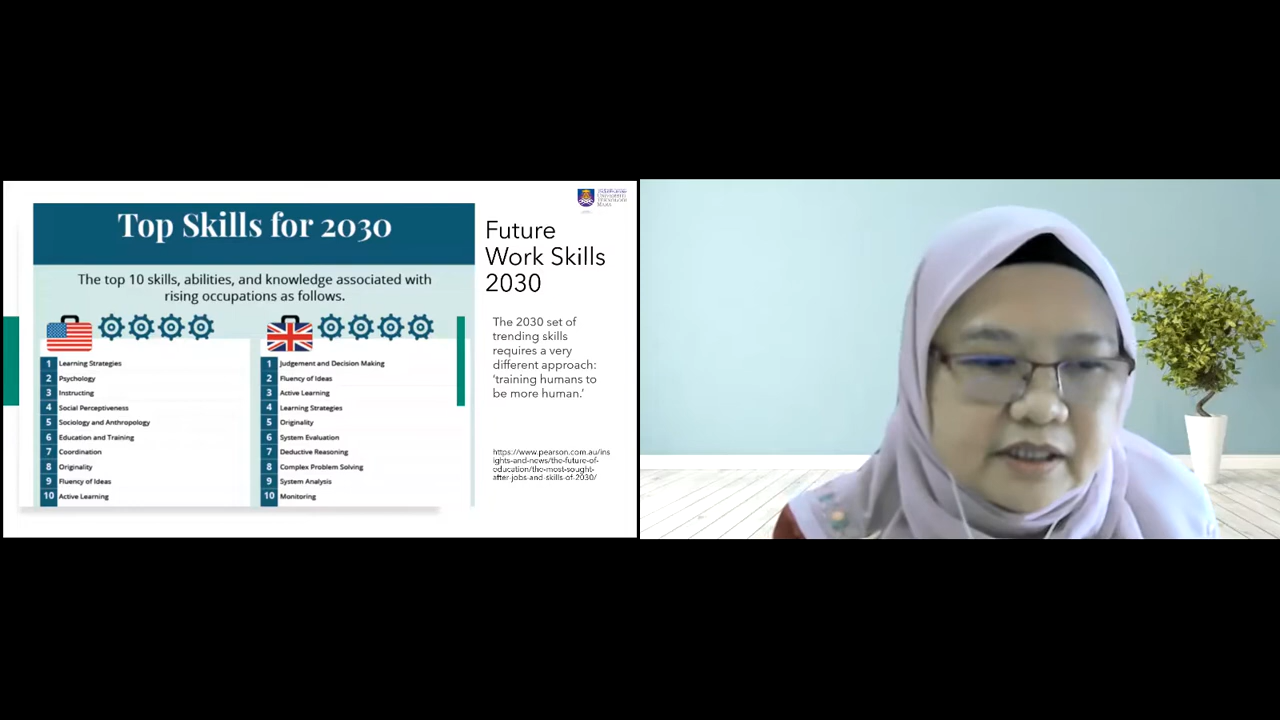 Top Skills for 2030
The top 10 skills, abilities, and knowledge associated with
rising occupations as follows.
1 Learning Strategies
2 Psychology
3 Instructing
4 Social Perceptiveness
5 Sociology and Anthropology
6 Education and Training
7 Coordination
8 Originality
9 Fluency of Ideas
10 Active Learning
1 Judgement and Decision Making
2 Fluency of Ideas
3 Active Learning
4 Learning Strategies
5 Originality
6 System Evaluation
7 Deductive Reasoning
8 Complex Problem Solving
9 System Analysis
10 Monitoring
Future
Work Skills
2030
The 2030 set of
trending skills
requires a very
different approach:
‘training humans to
be more human.’
https://www.pearson.com.au/ins
ights-and-news/the-future-of-
education/the-most-sought-
after-jobs-and-skills-of-2030/